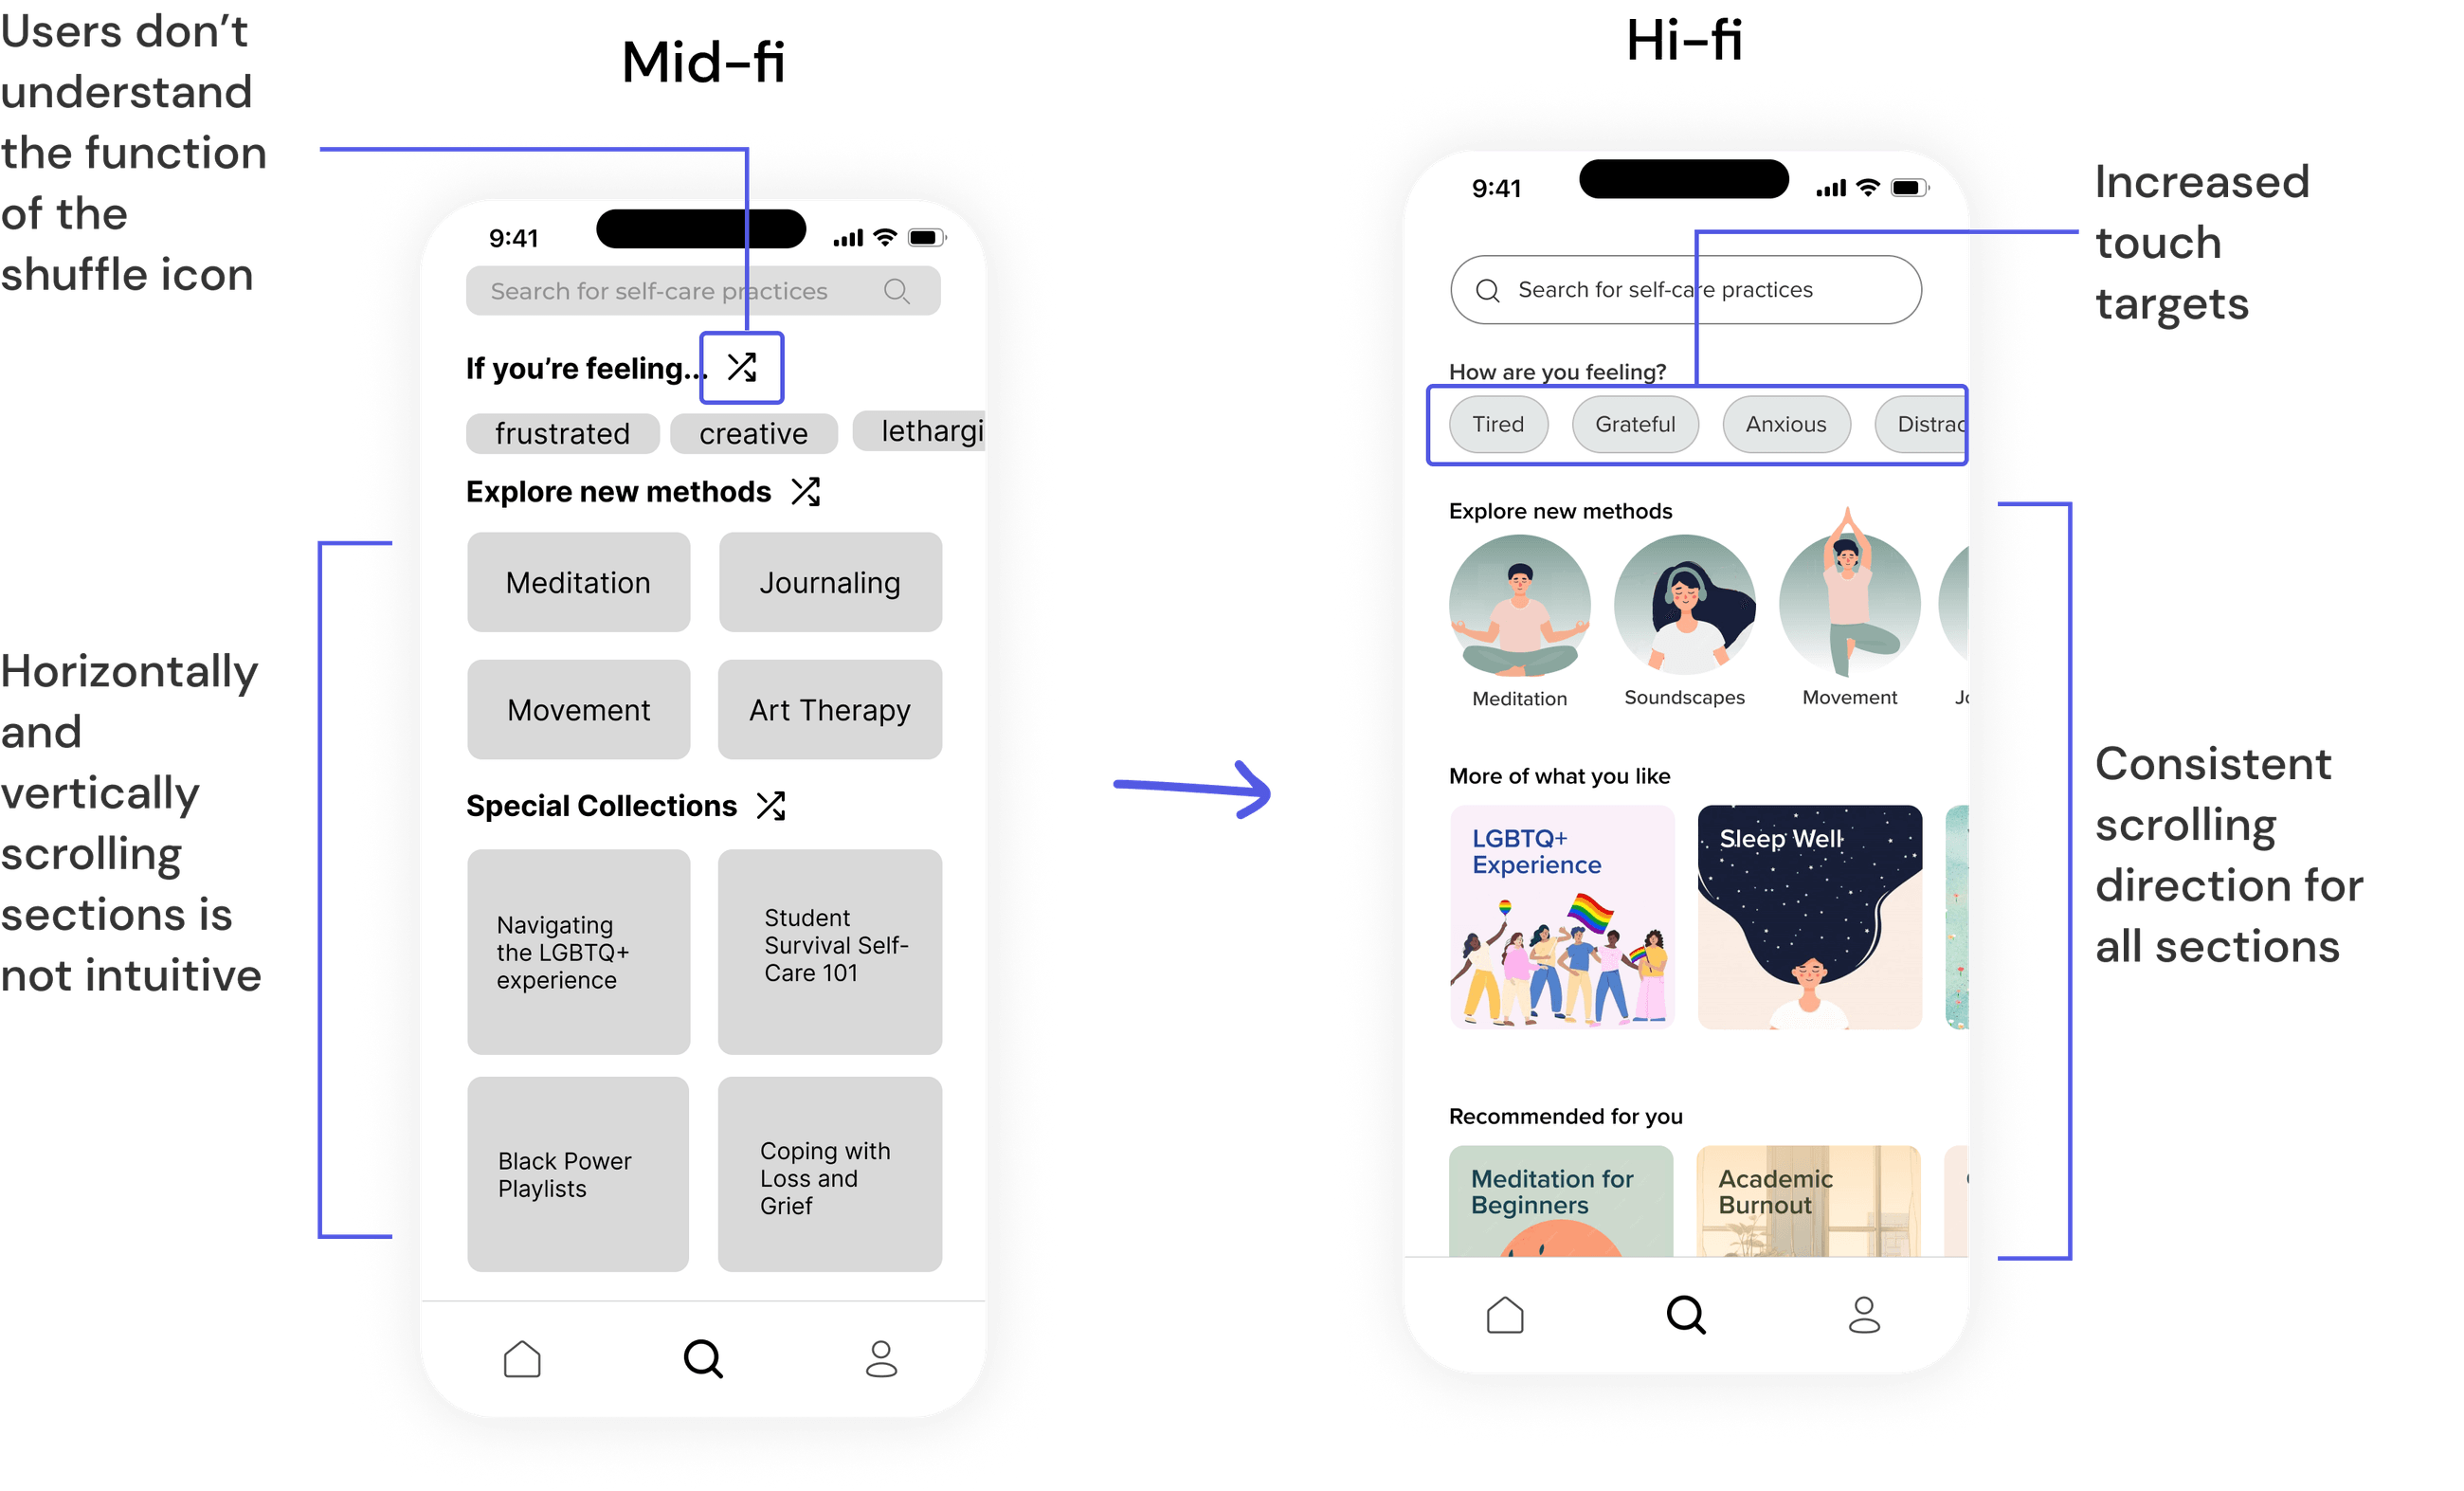 Users don’t
understand
the function
of the
shuffle icon
Horizontally
and
vertically
scrolling
sections is
not intuitive
Mid-fi
9:41
Search for self-care practices
If you’re feeling...
frustrated
creative
lethargi
Explore new methods
Meditation
Journaling
Movement
Art Therapy
Special Collections
Navigating
the LGBTQ+
experience
Student
Survival Self-
Care 101
Black Power
Playlists
Coping with
Loss and
Grief
Hi-fi
9:41
Search for self-care practices
How are you feeling?
Tired
Grateful
Anxious
Distrac
Explore new methods
Meditation
Soundscapes
Movement
Jo
More of what you like
LGBTQ+
Experience
Sleep Well
Recommended for you
Meditation for
Beginners
Academic
Burnout
Increased
touch
targets
Consistent
scrolling
direction for
all sections